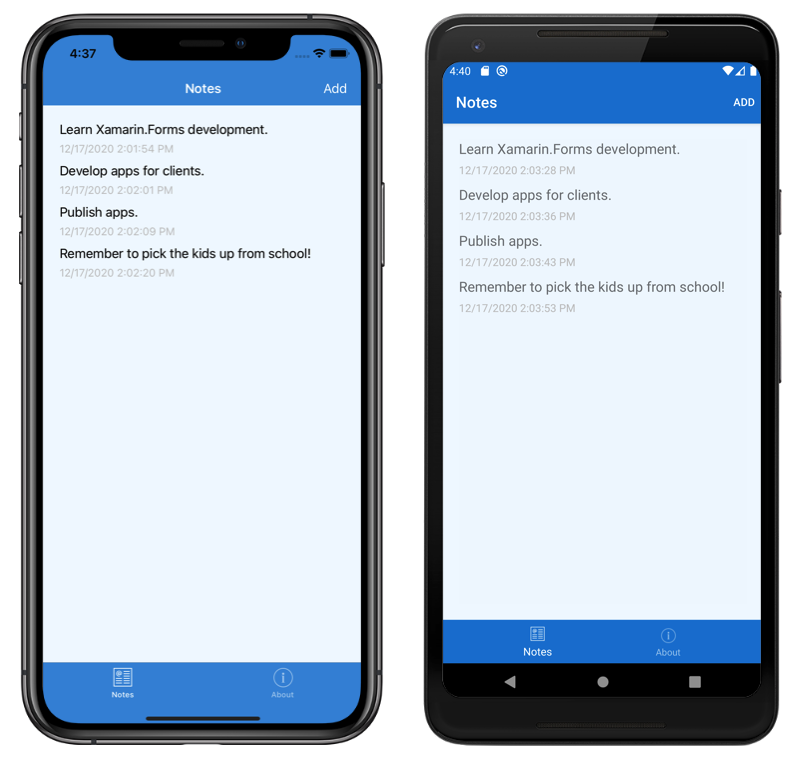 4:37
Notes
Add
Learn Xamarin.Forms development.
12/17/2020 2:01:54 PM
Develop apps for clients.
12/17/2020 2:02:01 PM
Publish apps.
12/17/2020 2:02:09 PM
Remember to pick the kids up from school!
12/17/2020 2:02:20 PM
Notes
About
4:40
Notes
ADD
Learn Xamarin.Forms development.
12/17/2020 2:03:28 PM
Develop apps for clients.
12/17/2020 2:03:36 PM
Publish apps.
12/17/2020 2:03:43 PM
Remember to pick the kids up from school!
12/17/2020 2:03:53 PM
Notes
About